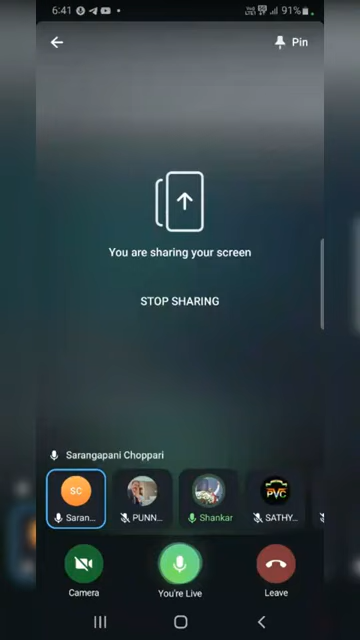 6:41
91%
Pin
You are sharing your screen
STOP SHARING
Sarangapani Choppari
SC
PVC
Saran...
PUNN...
Shankar
SATHY...
Camera
You're Live
Leave